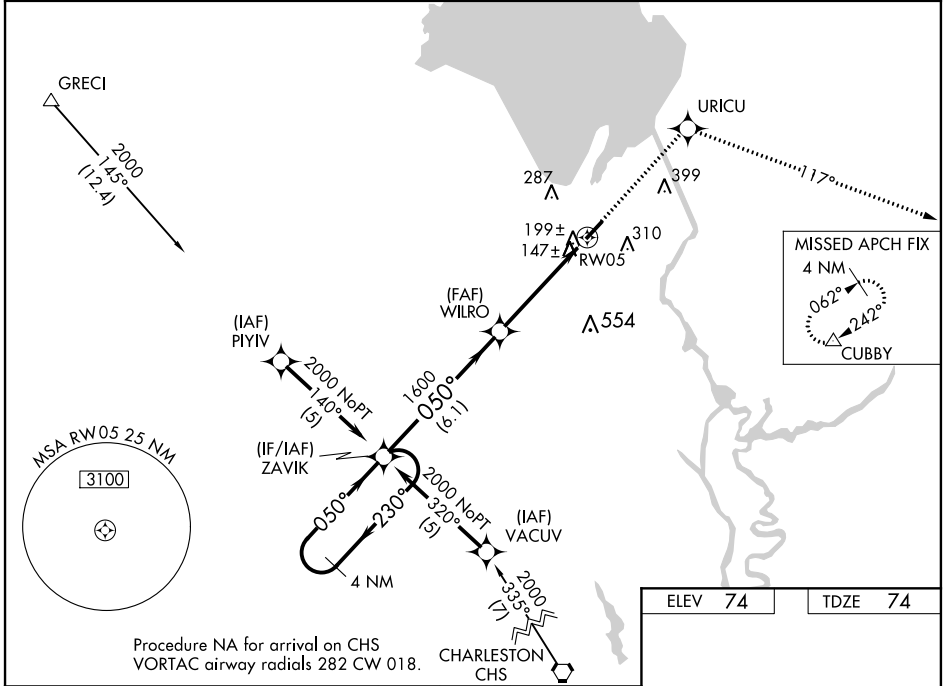 GRECI
2000
145°
(12.4)
URICU
117°
287
399
199±
147±
310
RW05
MISSED APCH FIX
4 NM
062°
242°
CUBBY
(FAF)
WILRO
554
(IAF)
PIYIV
2000 NoPT
140°
(5)
1600
050°
(6.1)
MSA RW05 25 NM
3100
(IF/IAF)
ZAVIK
050°
230°
4 NM
2000 NoPT
320°
(5)
(IAF)
VACUV
2000
335°
(7)
CHARLESTON
CHS
Procedure NA for arrival on CHS
VORTAC airway radials 282 CW 018.
ELEV 74
TDZE 74